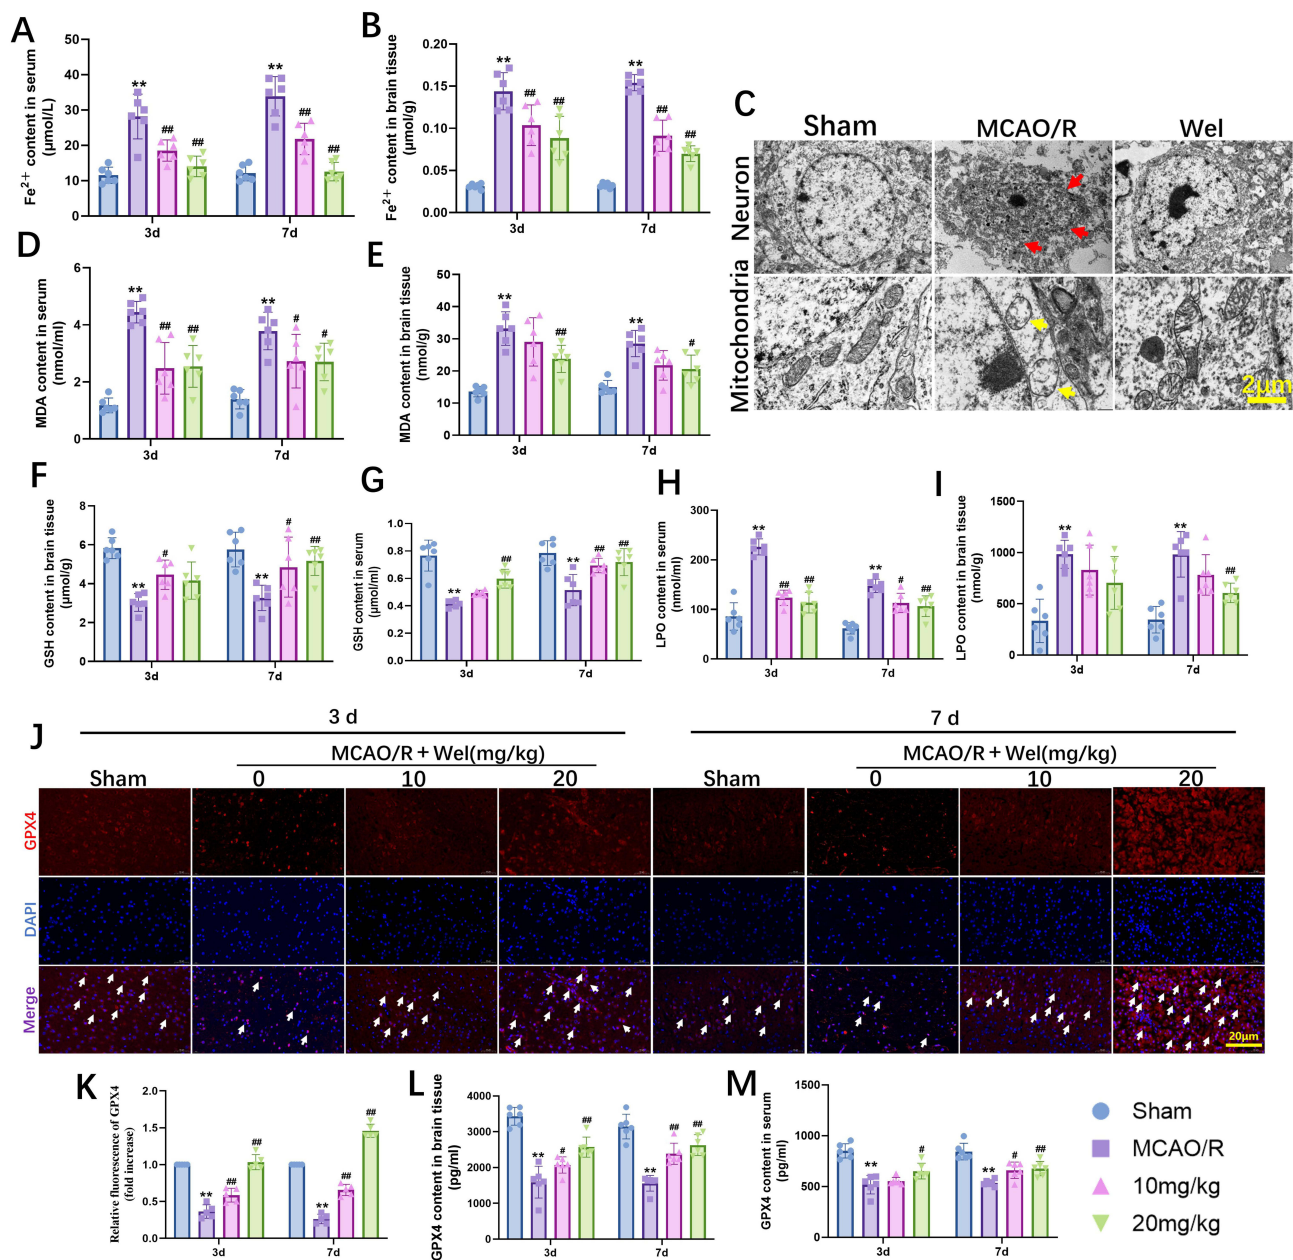 A
Fe2+ content in serum
(μmol/L)
50
40
30
20
10
0
**
##
##
**
##
##
3d
7d
B
Fe2+ content in brain tissue
(μmol/g)
0.20
0.15
0.10
0.05
0.00
**
##
##
**
##
##
3d
7d
C
Sham
MCAO/R
Wel
Neuron
Mitochondria
2μm
D
MDA content in serum
(nmol/ml)
6
4
2
0
**
##
##
**
#
#
3d
7d
E
MDA content in brain tissue
(nmol/g)
50
40
30
20
10
0
**
##
**
#
3d
7d
F
GSH content in brain tissue
(μmol/g)
8
6
4
2
0
**
#
**
#
##
3d
7d
G
GSH content in serum
(μmol/ml)
1.0
0.8
0.6
0.4
0.2
0.0
**
##
**
##
##
3d
7d
H
LPO content in serum
(nmol/ml)
300
200
100
0
**
##
##
**
#
##
3d
7d
I
LPO content in brain tissue
(nmol/g)
1500
1000
500
0
**
**
##
3d
7d
J
3 d
7 d
MCAO/R + Wel(mg/kg)
MCAO/R + Wel(mg/kg)
Sham
0
10
20
Sham
0
10
20
GPX4
DAPI
Merge
20μm
K
Relative fluorescence of GPX4
(fold increase)
2.0
1.5
1.0
0.5
0.0
**
##
##
**
##
##
3d
7d
L
GPX4 content in brain tissue
(pg/ml)
4000
3000
2000
1000
0
**
#
##
**
##
##
3d
7d
M
GPX4 content in serum
(pg/ml)
1500
1000
500
0
**
#
**
#
##
3d
7d
Sham
MCAO/R
10mg/kg
20mg/kg